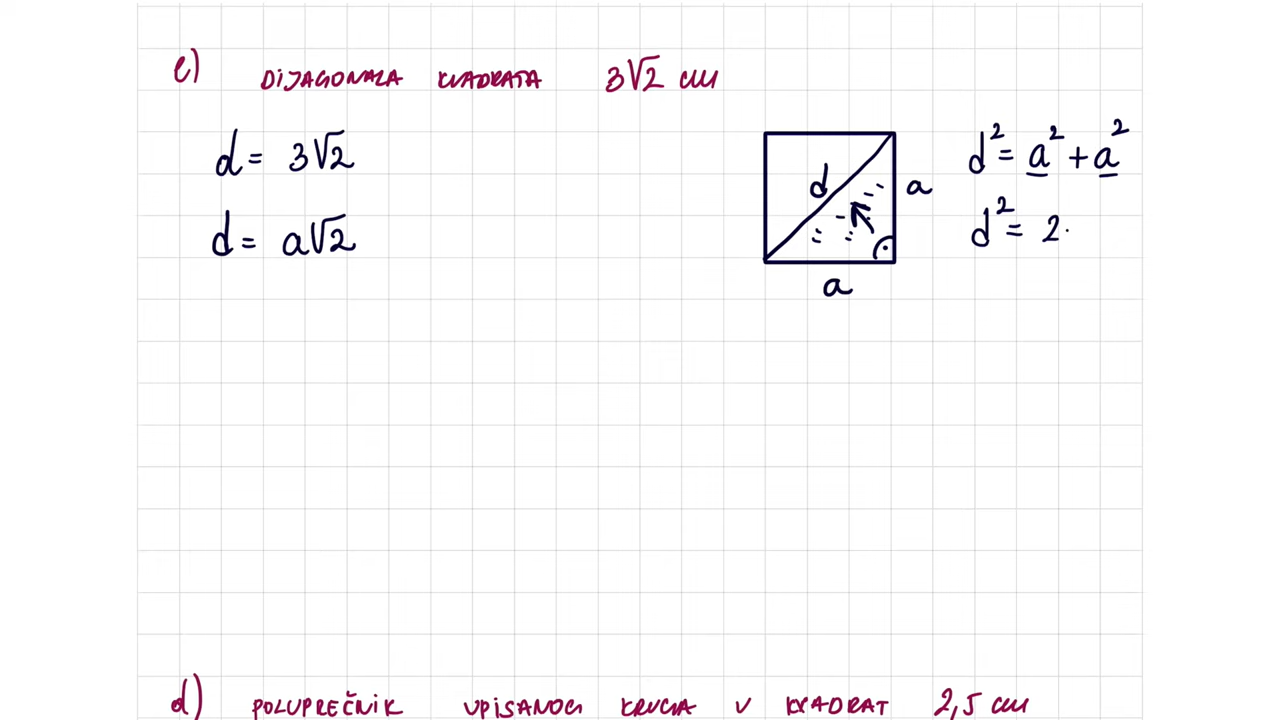 c) DIJAGONALA KVADRATA 3√2 cm
d = 3√2
d = a√2
d
a
a
d² = a² + a²
d² = 2·
d) POLUPREČNIK UPISANOG KRUGA U KVADRAT 2,5 cm